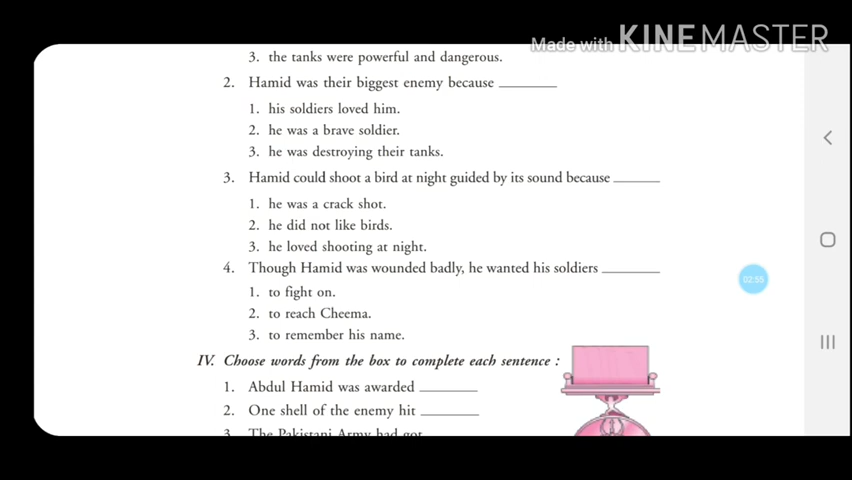 Made with KINEMASTER
3. the tanks were powerful and dangerous.
2. Hamid was their biggest enemy because ________
1. his soldiers loved him.
2. he was a brave soldier.
3. he was destroying their tanks.
3. Hamid could shoot a bird at night guided by its sound because ________
1. he was a crack shot.
2. he did not like birds.
3. he loved shooting at night.
4. Though Hamid was wounded badly, he wanted his soldiers ________
1. to fight on.
2. to reach Cheema.
02:55
3. to remember his name.
IV. Choose words from the box to complete each sentence :
1. Abdul Hamid was awarded ________
2. One shell of the enemy hit ________
3. The Pakistani Army had got